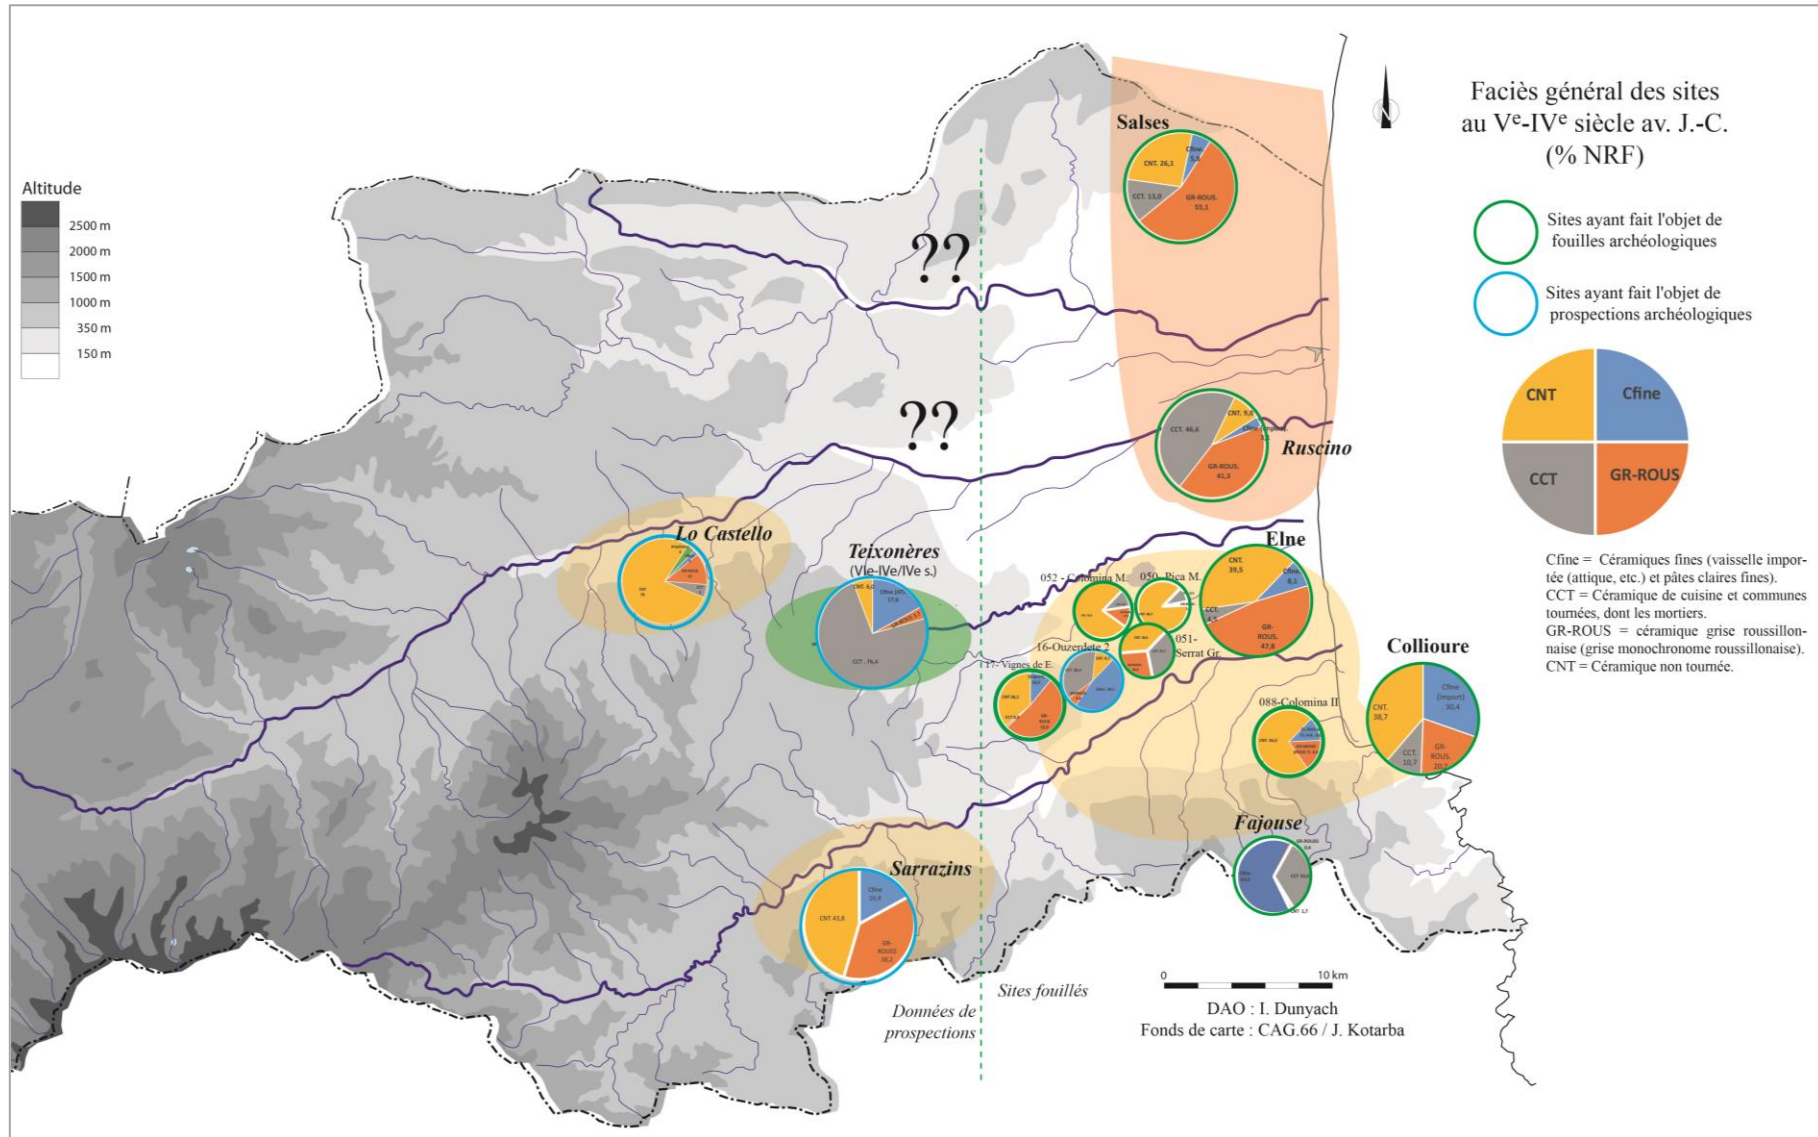 Faciès général des sites
au Vᵉ-IVᵉ siècle av. J.-C.
(% NRF)
Sites ayant fait l'objet de
fouilles archéologiques
Sites ayant fait l'objet de
prospections archéologiques
CNT
Cfine
CCT
GR-ROUS
Cfine = Céramiques fines (vaisselle impor-
tée (attique, etc.) et pâtes claires fines).
CCT = Céramique de cuisine et communes
tournées, dont les mortiers.
GR-ROUS = céramique grise roussillon-
naise (grise monochronome roussillonaise).
CNT = Céramique non tournée.
Altitude
2500 m
2000 m
1500 m
1000 m
350 m
150 m
Salses
CNT. 26,1
Cfine
5,8
CCT. 13,0
GR-ROUS.
55,1
??
??
Ruscino
CCT. 46,6
CNT. 9,0
GR-ROUS.
41,3
Lo Castello
Teixonères
(VIe-IVe/IVe s.)
CNT. 6,0
17,6
CCT . 76,4
052 - Colomina M.
050- Pica M.
051-
Serrat Gr.
16-Ouzerdete 2
17- Vignes de E.
Elne
CNT.
39,5
Cfine
8,1
CCT.
4,5
GR-
ROUS.
47,8
Collioure
CNT.
38,7
Cfine
(Import)
. 30,4
CCT.
10,7
GR-
ROUS.
20,2
088-Colomina II
Fajouse
Sarrazins
CNT 43,8
Cfine
GR-
ROUSS
Données de
prospections
Sites fouillés
0
10 km
DAO : I. Dunyach
Fonds de carte : CAG.66 / J. Kotarba